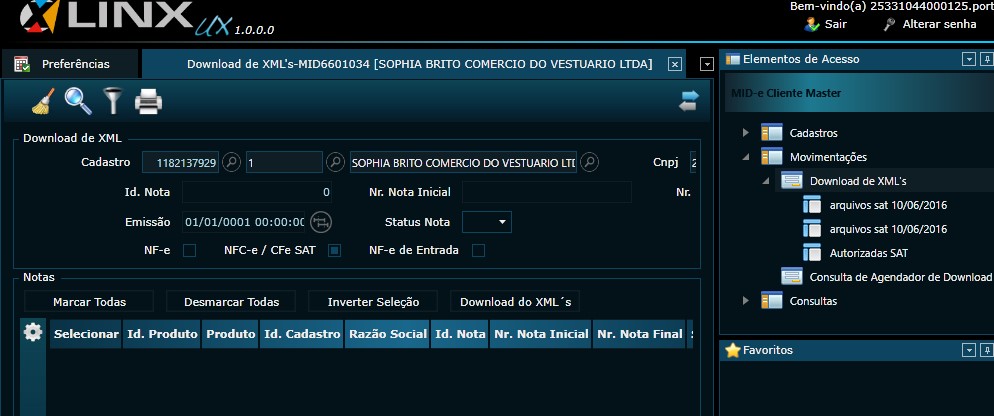 LINX UX 1.0.0.0
Bem-vindo(a) 25331044000125.port
Sair Alterar senha
Preferências
Download de XML's-MID6601034 [SOPHIA BRITO COMERCIO DO VESTUARIO LTDA]
Download de XML
Cadastro 1182137929 1 SOPHIA BRITO COMERCIO DO VESTUARIO LTI Cnpj 2
Id. Nota 0 Nr. Nota Inicial Nr.
Emissão 01/01/0001 00:00:00 Status Nota
NF-e NFC-e / CFe SAT NF-e de Entrada
Notas
Marcar Todas Desmarcar Todas Inverter Seleção Download do XML´s
Selecionar Id. Produto Produto Id. Cadastro Razão Social Id. Nota Nr. Nota Inicial Nr. Nota Final
Elementos de Acesso
MID-e Cliente Master
Cadastros
Movimentações
Download de XML's
arquivos sat 10/06/2016
arquivos sat 10/06/2016
Autorizadas SAT
Consulta de Agendador de Download
Consultas
Favoritos